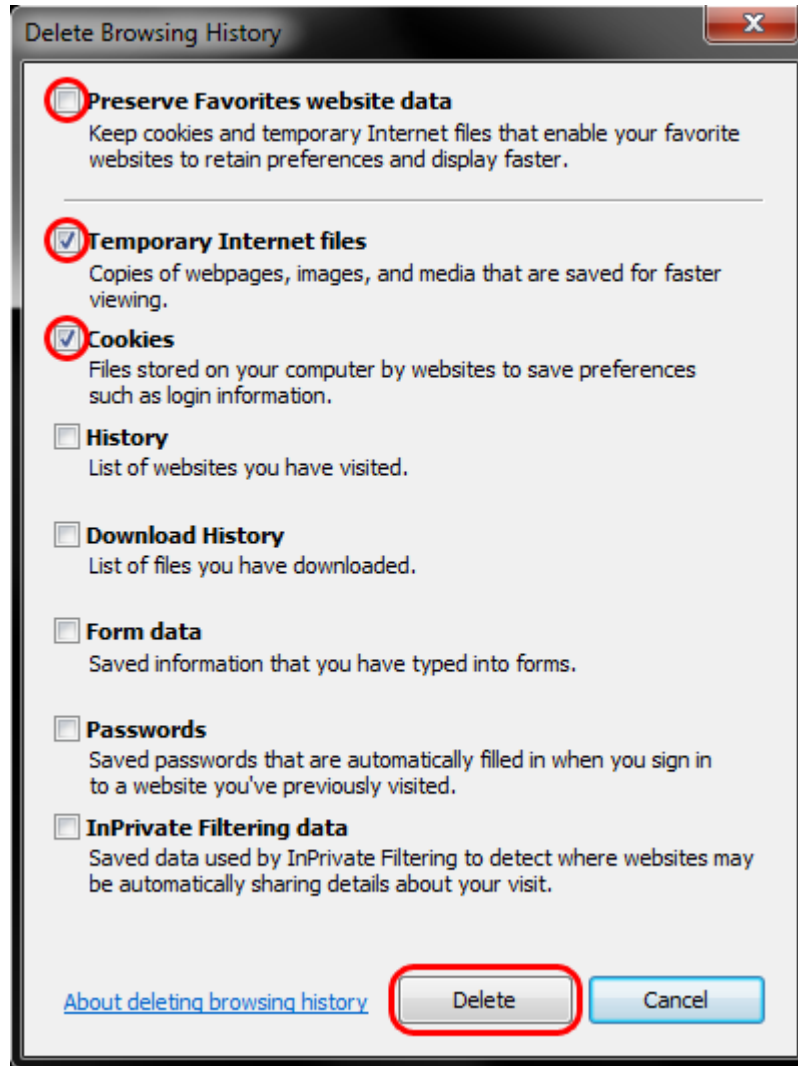 Delete Browsing History
Preserve Favorites website data
Keep cookies and temporary Internet files that enable your favorite
websites to retain preferences and display faster.
Temporary Internet files
Copies of webpages, images, and media that are saved for faster
viewing.
Cookies
Files stored on your computer by websites to save preferences
such as login information.
History
List of websites you have visited.
Download History
List of files you have downloaded.
Form data
Saved information that you have typed into forms.
Passwords
Saved passwords that are automatically filled in when you sign in
to a website you've previously visited.
InPrivate Filtering data
Saved data used by InPrivate Filtering to detect where websites may
be automatically sharing details about your visit.
About deleting browsing history Delete Cancel